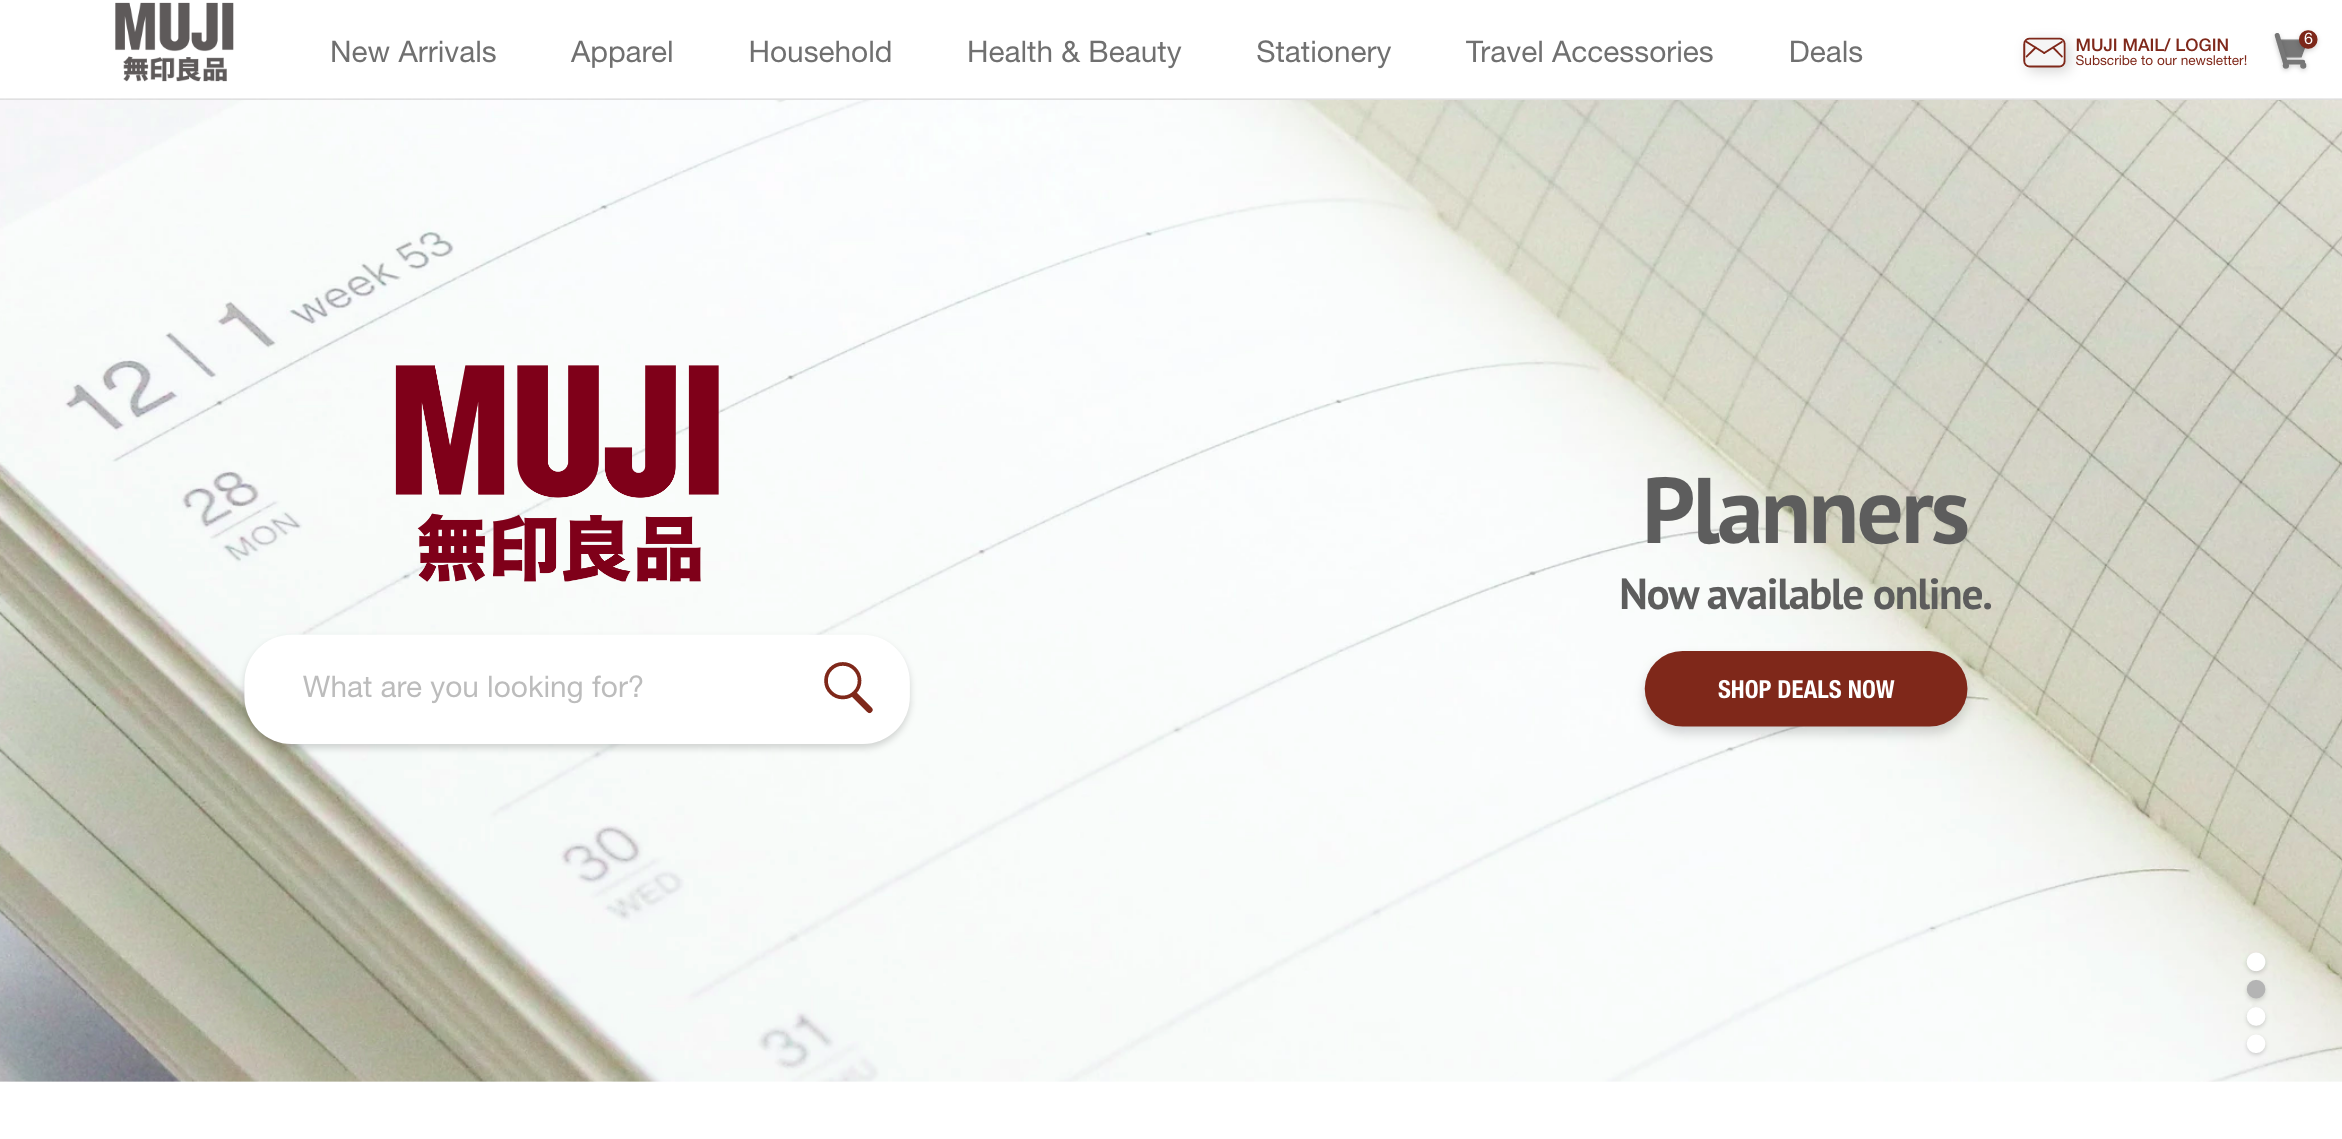 MUJI
無印良品
New Arrivals
Apparel
Household
Health & Beauty
Stationery
Travel Accessories
Deals
MUJI MAIL/ LOGIN
Subscribe to our newsletter!
6
12 | 1 week 53
28
MON
MUJI
無印良品
What are you looking for?
Planners
Now available online.
SHOP DEALS NOW
30
WED
31